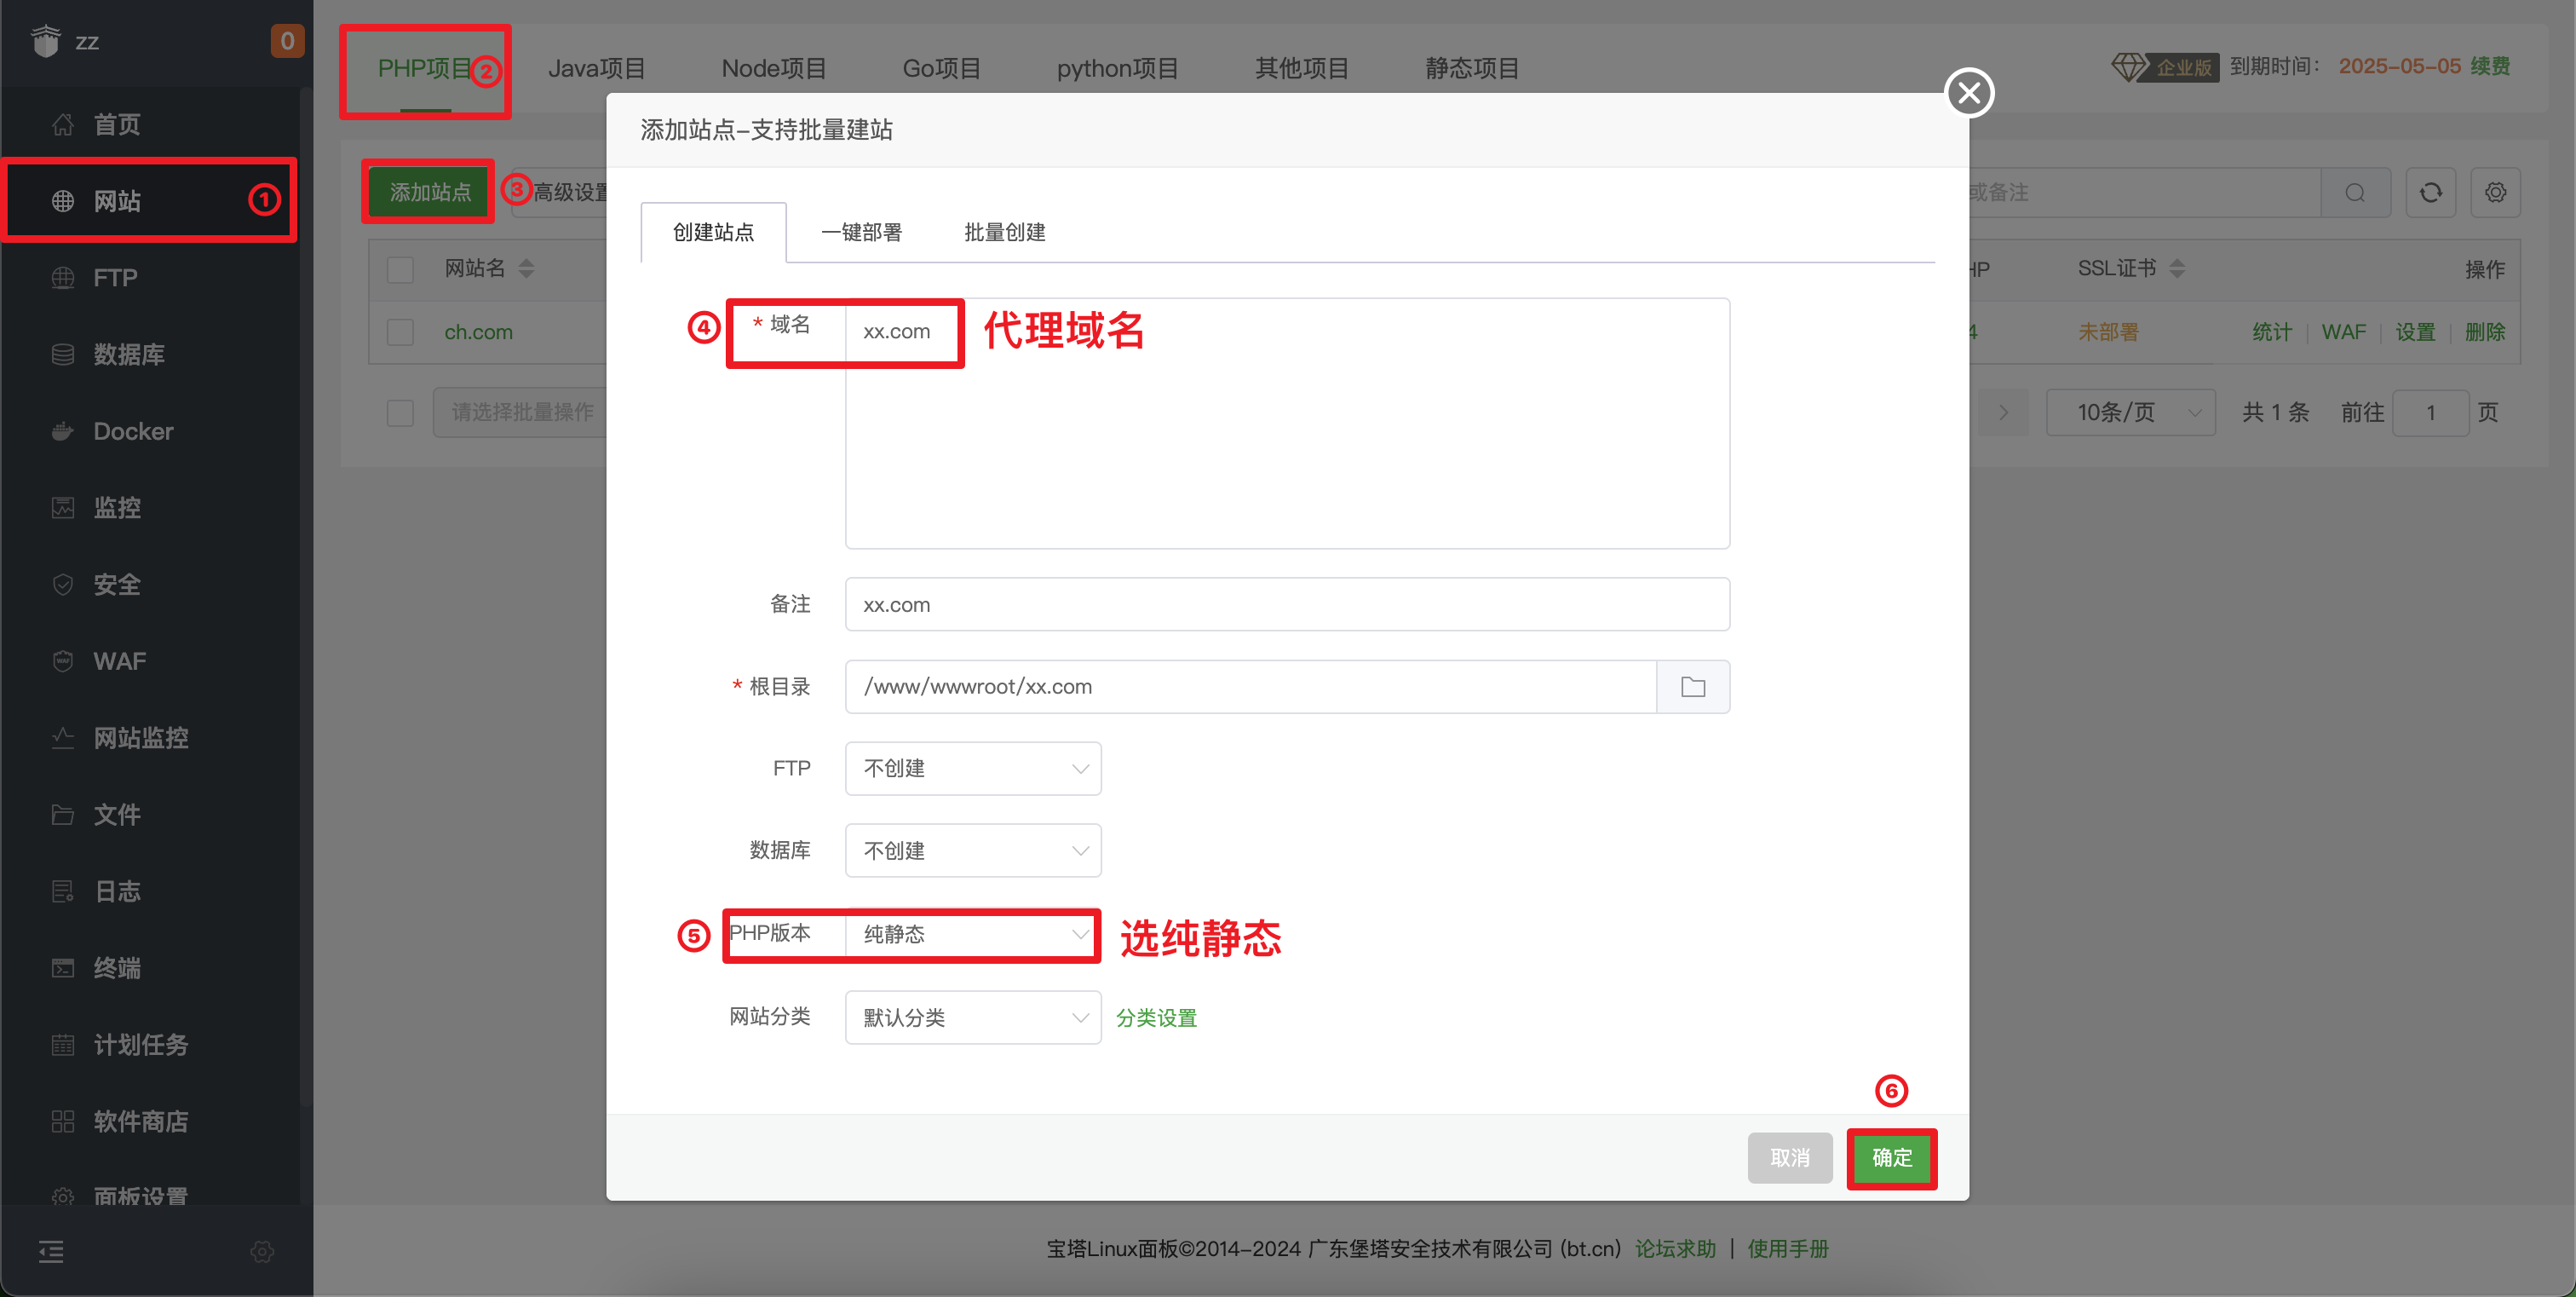 zz
0
首页
网站
①
FTP
数据库
Docker
监控
安全
WAF
网站监控
文件
日志
终端
计划任务
软件商店
面板设置
PHP项目
②
Java项目
Node项目
Go项目
python项目
其他项目
静态项目
企业版
到期时间：
2025-05-05
续费
添加站点
③
高级设置
或备注
网站名
HP
SSL证书
操作
ch.com
4
未部署
统计 | WAF | 设置 | 删除
请选择批量操作
10条/页
共 1 条
前往
1
页
添加站点-支持批量建站
创建站点
一键部署
批量创建
④
* 域名
xx.com
代理域名
备注
xx.com
* 根目录
/www/wwwroot/xx.com
FTP
不创建
数据库
不创建
⑤
PHP版本
纯静态
选纯静态
网站分类
默认分类
分类设置
⑥
取消
确定
宝塔Linux面板©2014-2024 广东堡塔安全技术有限公司 (bt.cn) 论坛求助 | 使用手册